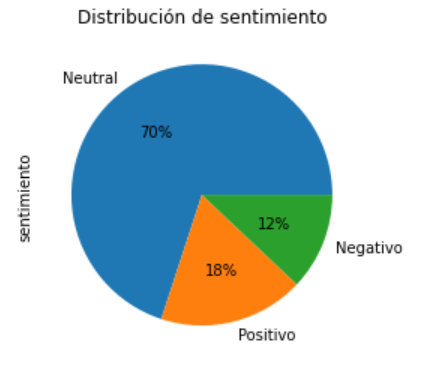 Distribución de sentimiento
Neutral
70%
sentimiento
12%
Negativo
18%
Positivo